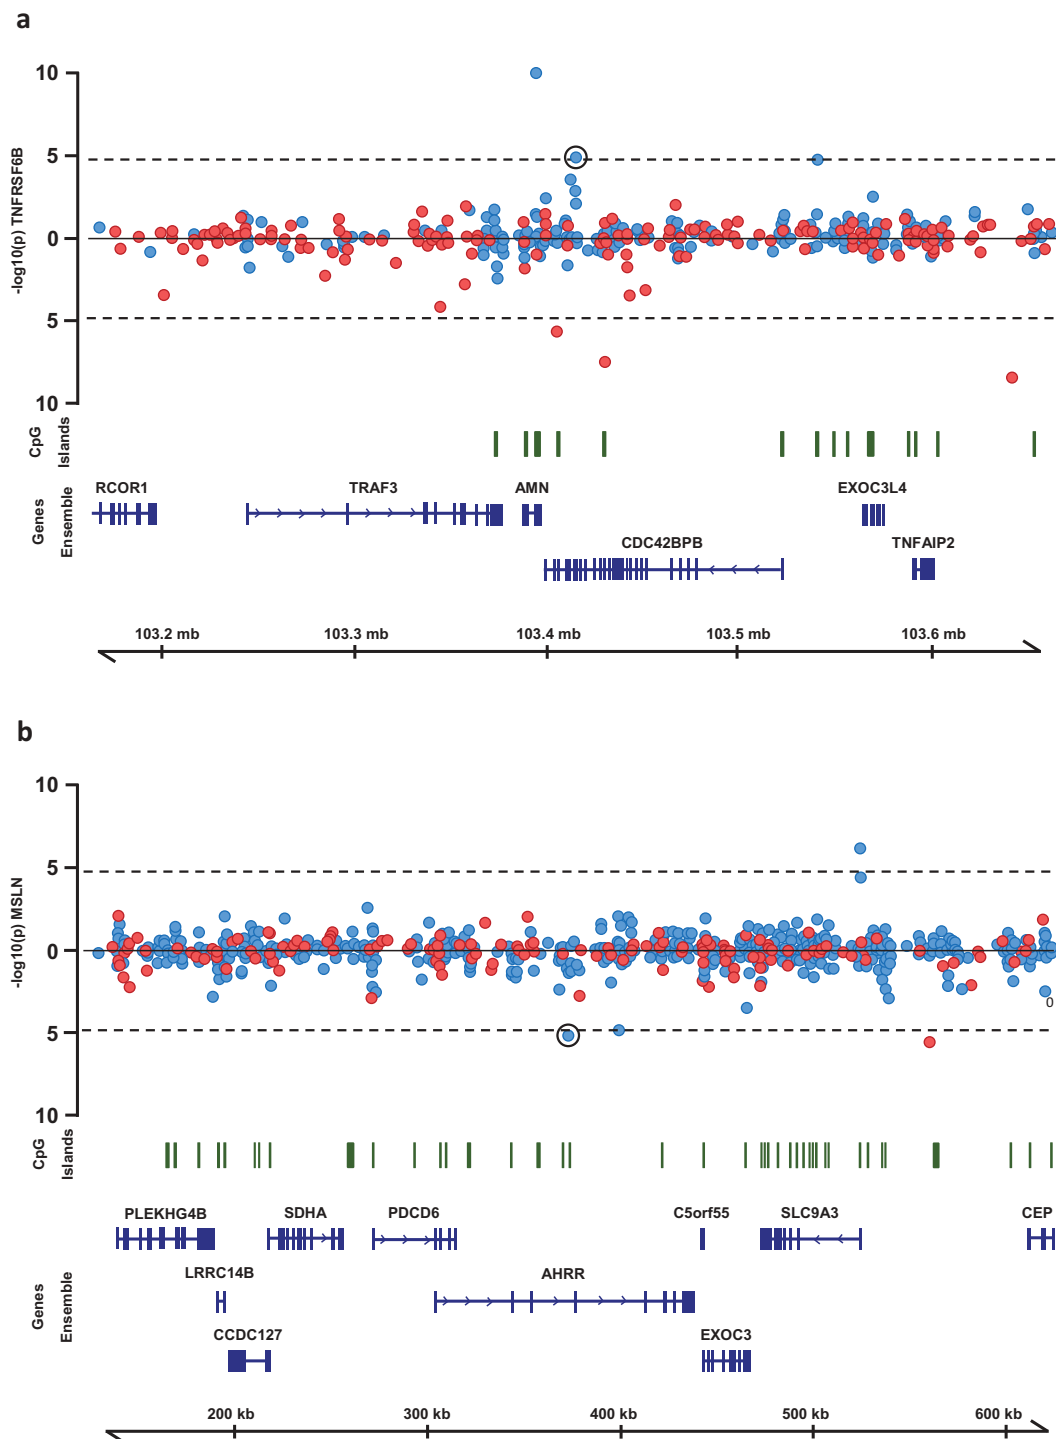 a
10
5
0
5
10
-log10(p) TNFRSF6B
CpG
Islands
Genes
Ensemble
RCOR1
TRAF3
AMN
EXOC3L4
CDC42BPB
TNFAIP2
103.2 mb
103.3 mb
103.4 mb
103.5 mb
103.6 mb
b
10
5
0
5
10
-log10(p) MSLN
0
CpG
Islands
Genes
Ensemble
PLEKHG4B
SDHA
PDCD6
C5orf55
SLC9A3
CEP
LRRC14B
AHRR
CCDC127
EXOC3
200 kb
300 kb
400 kb
500 kb
600 kb